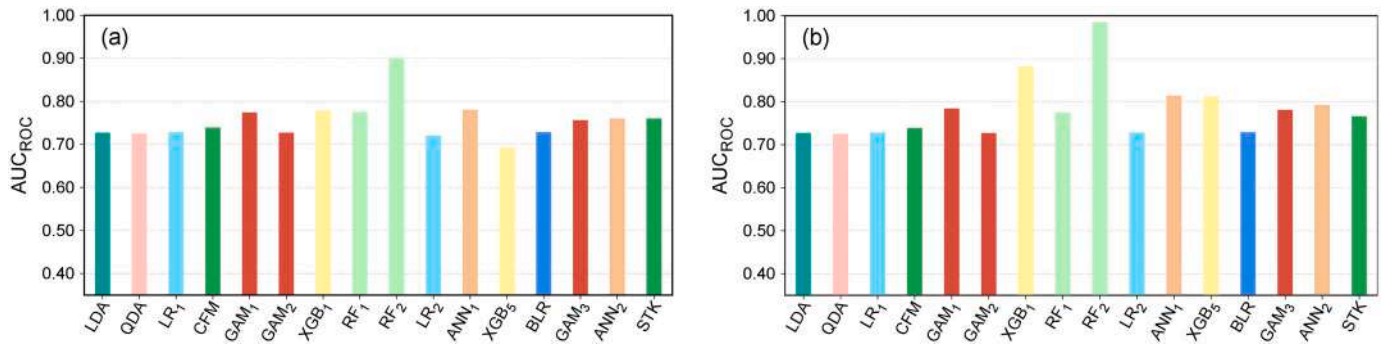 (a)
AUC_ROC
1.00
0.90
0.80
0.70
0.60
0.50
0.40
LDA
QDA
LR₁
CFM
GAM₁
GAM₂
XGB₁
RF₁
RF₂
LR₂
ANN₁
XGB₅
BLR
GAM₃
ANN₂
STK
(b)
AUC_ROC
1.00
0.90
0.80
0.70
0.60
0.50
0.40
LDA
QDA
LR₁
CFM
GAM₁
GAM₂
XGB₁
RF₁
RF₂
LR₂
ANN₁
XGB₅
BLR
GAM₃
ANN₂
STK